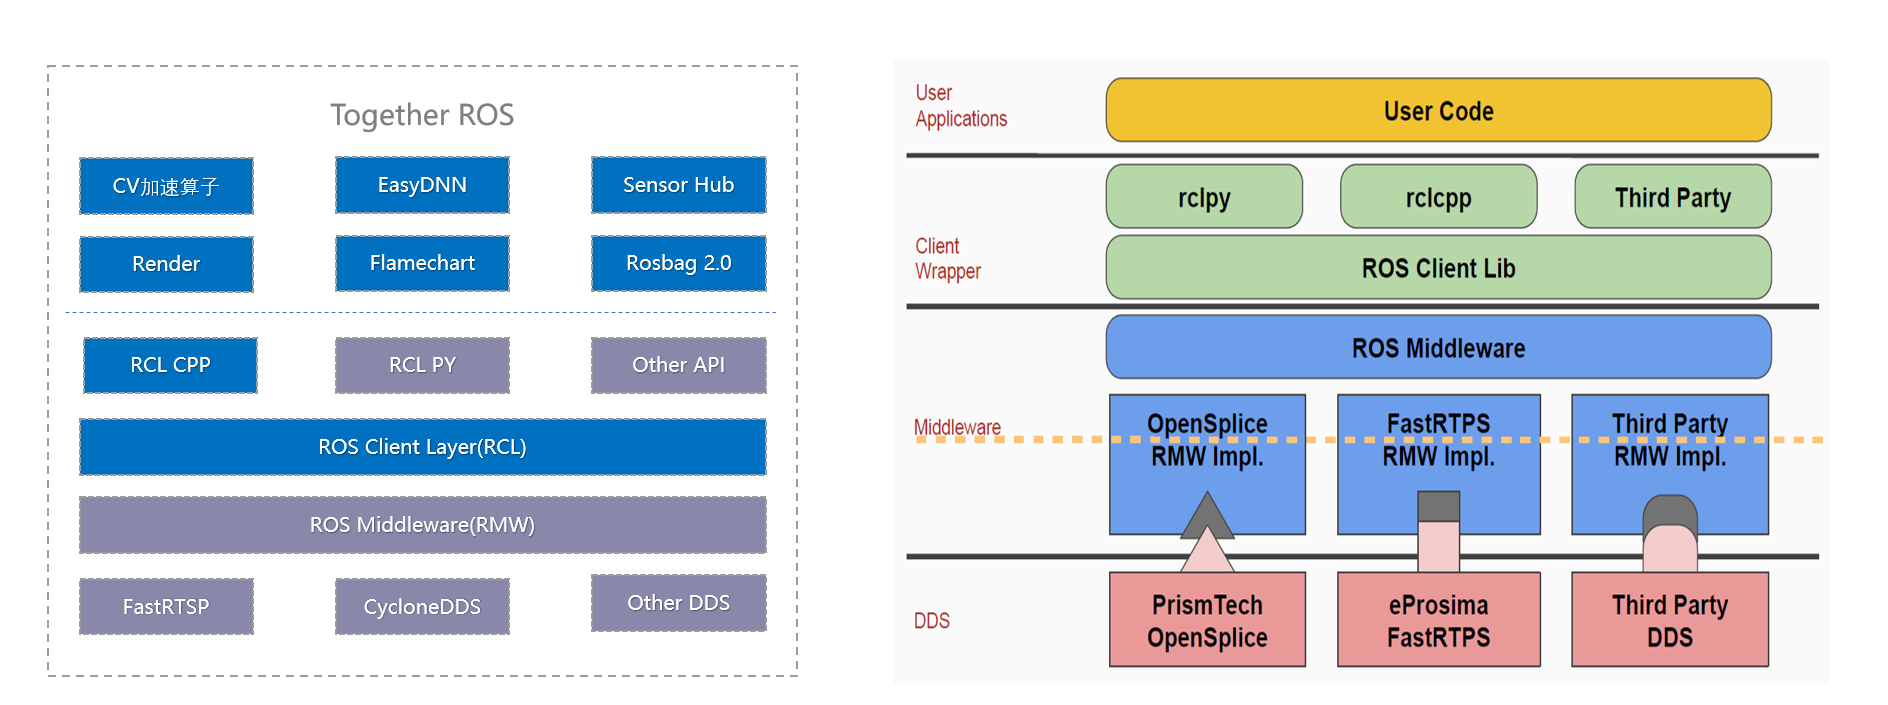 Together ROS
CV加速算子
EasyDNN
Sensor Hub
Render
Flamechart
Rosbag 2.0
RCL CPP
RCL PY
Other API
ROS Client Layer(RCL)
ROS Middleware(RMW)
FastRTSP
CycloneDDS
Other DDS
User
Applications
User Code
rclpy
rclcpp
Third Party
Client
Wrapper
ROS Client Lib
ROS Middleware
Middleware
OpenSplice
RMW Impl.
FastRTPS
RMW Impl.
Third Party
RMW Impl.
DDS
PrismTech
OpenSplice
eProsima
FastRTPS
Third Party
DDS